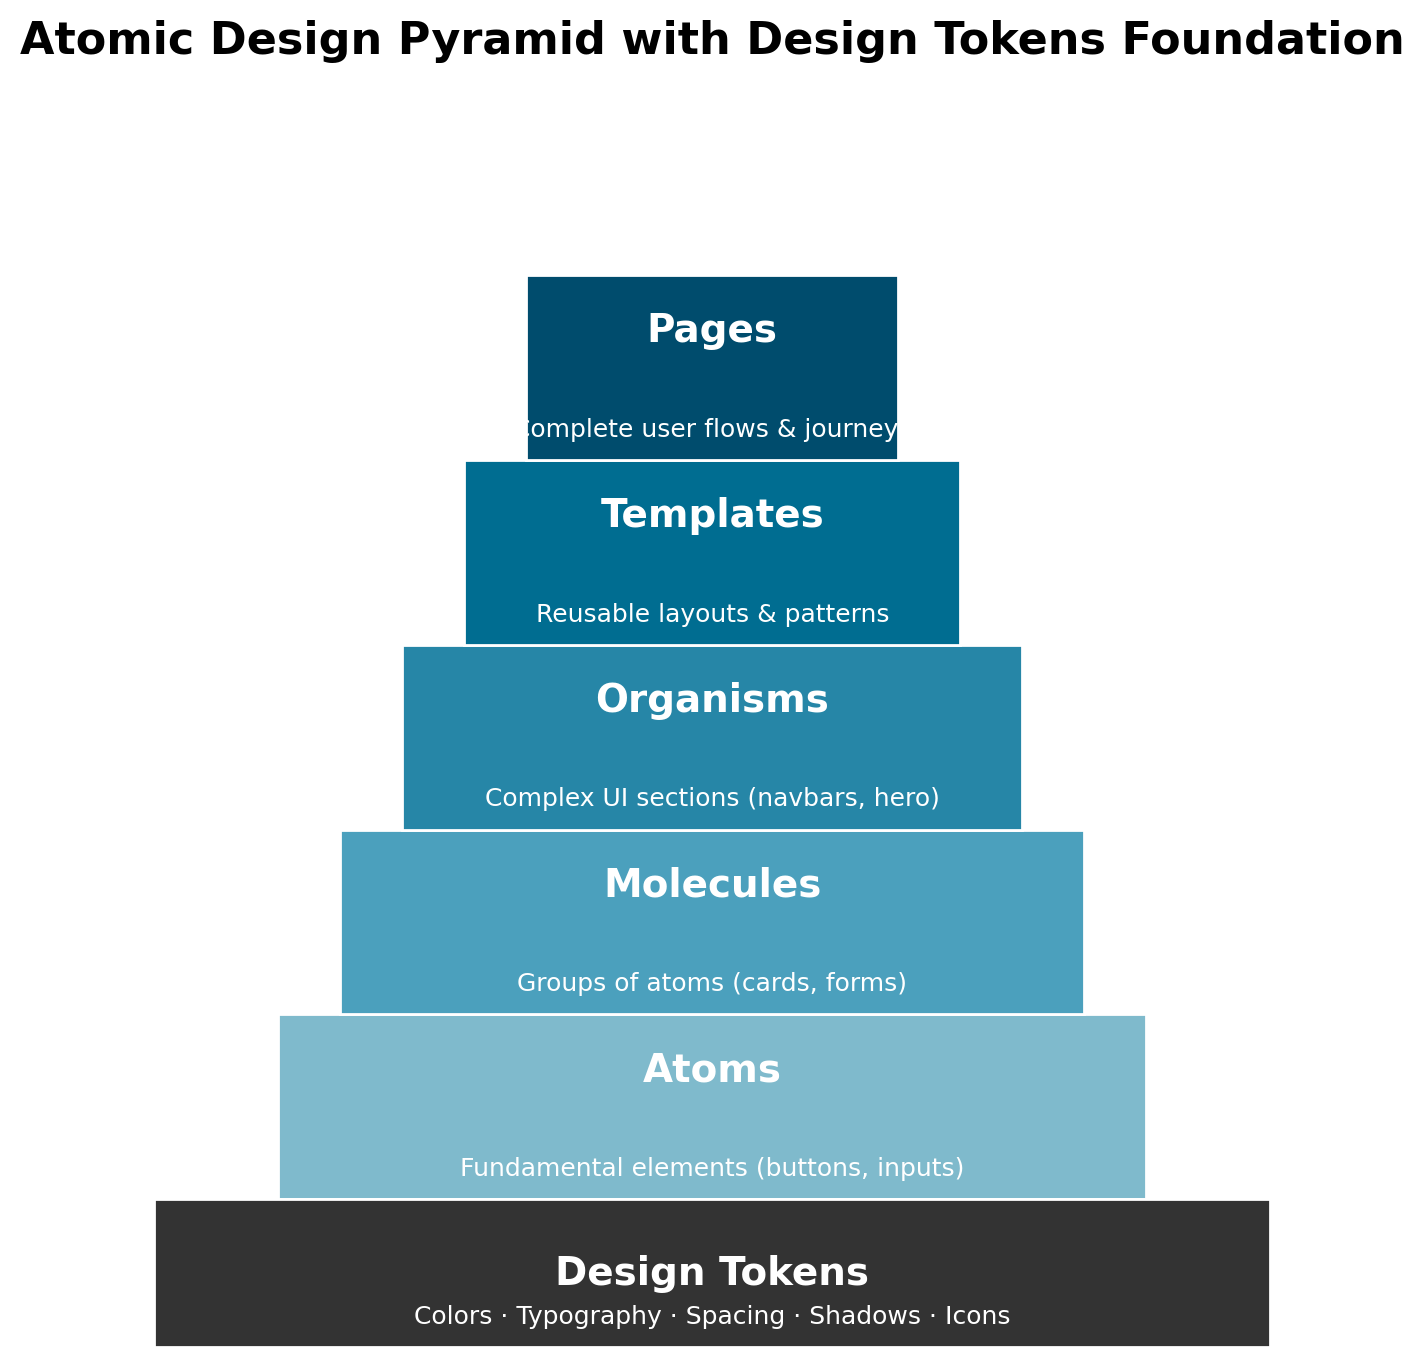 Atomic Design Pyramid with Design Tokens Foundation
Pages
Complete user flows & journey
Templates
Reusable layouts & patterns
Organisms
Complex UI sections (navbars, hero)
Molecules
Groups of atoms (cards, forms)
Atoms
Fundamental elements (buttons, inputs)
Design Tokens
Colors · Typography · Spacing · Shadows · Icons